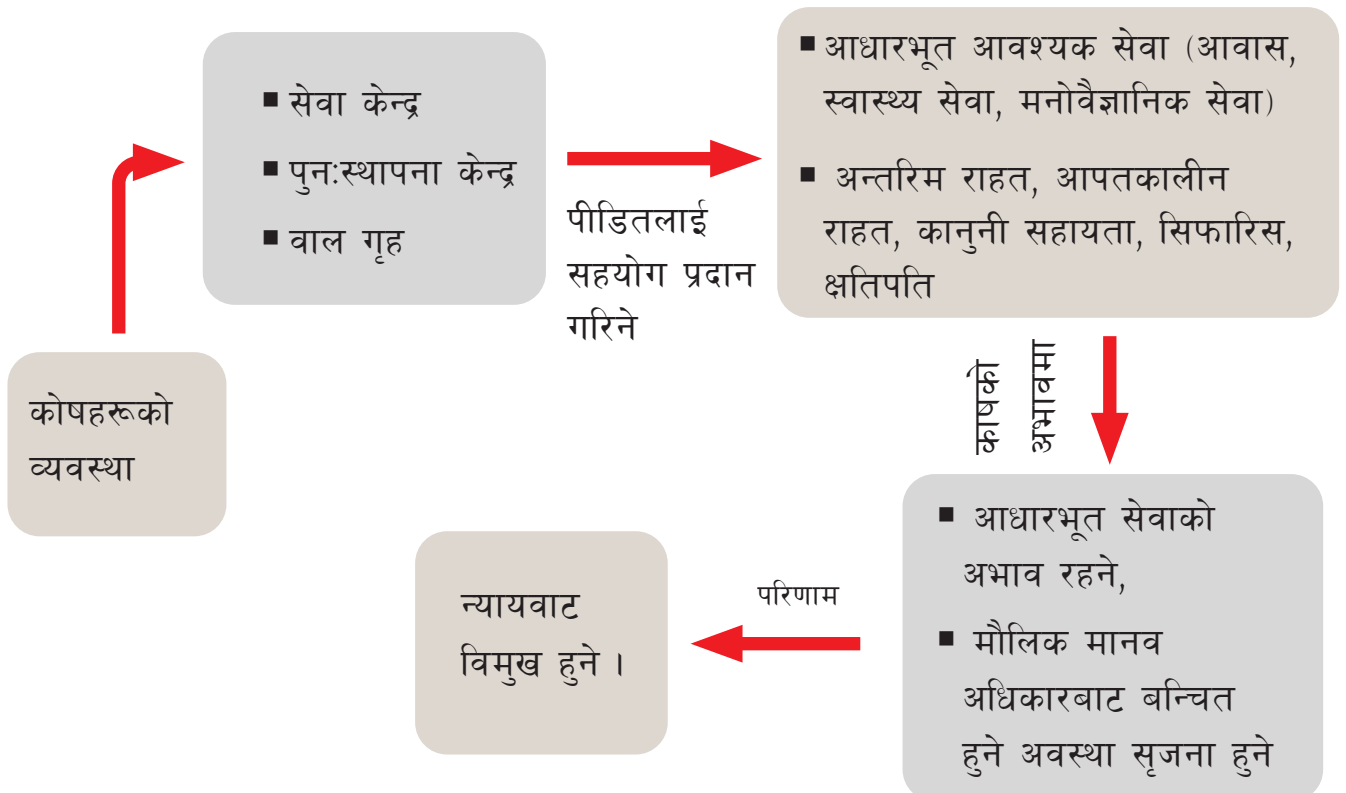 कोषहरूको
व्यवस्था
■ सेवा केन्द्र
■ पुनःस्थापना केन्द्र
■ वाल गृह
पीडितलाई
सहयोग प्रदान
गरिने
■ आधारभूत आवश्यक सेवा (आवास,
स्वास्थ्य सेवा, मनोवैज्ञानिक सेवा)
■ अन्तरिम राहत, आपतकालीन
राहत, कानुनी सहायता, सिफारिस,
क्षतिपति
कोषको
अभावमा
■ आधारभूत सेवाको
अभाव रहने,
■ मौलिक मानव
अधिकारबाट बन्चित
हुने अवस्था सृजना हुने
परिणाम
न्यायवाट
विमुख हुने ।